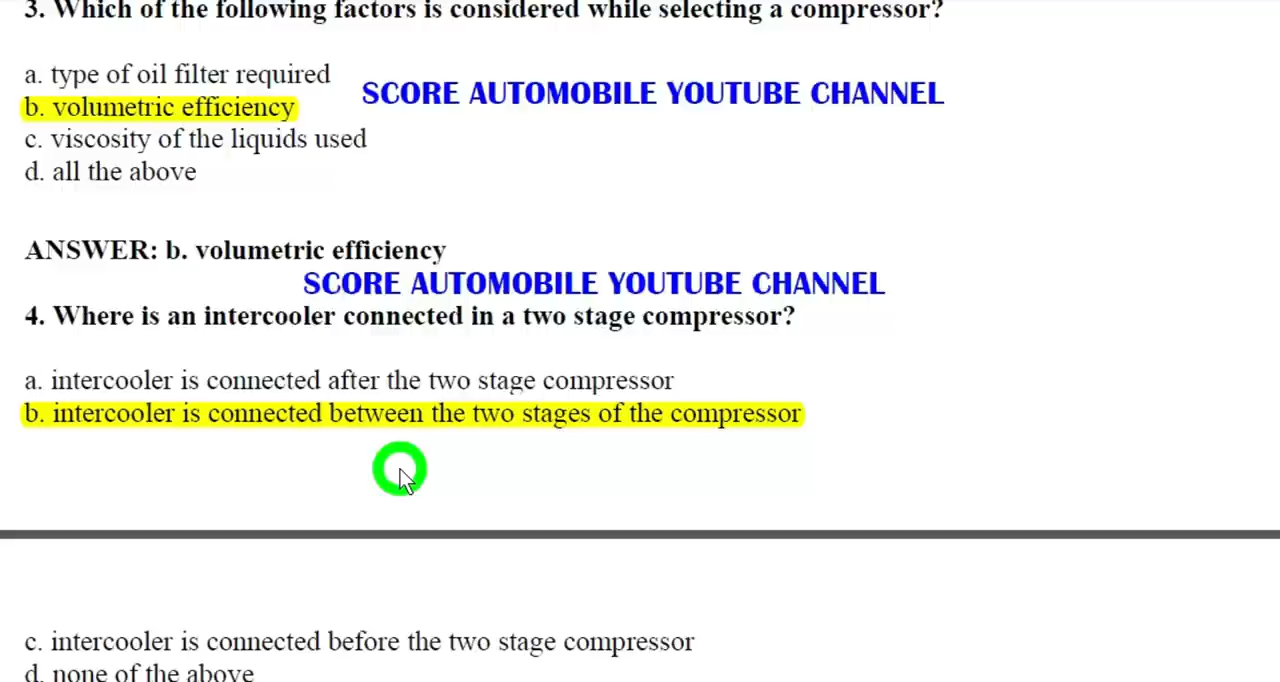 3. Which of the following factors is considered while selecting a compressor?
a. type of oil filter required
SCORE AUTOMOBILE YOUTUBE CHANNEL
b. volumetric efficiency
c. viscosity of the liquids used
d. all the above
ANSWER: b. volumetric efficiency
SCORE AUTOMOBILE YOUTUBE CHANNEL
4. Where is an intercooler connected in a two stage compressor?
a. intercooler is connected after the two stage compressor
b. intercooler is connected between the two stages of the compressor
c. intercooler is connected before the two stage compressor
d. none of the above